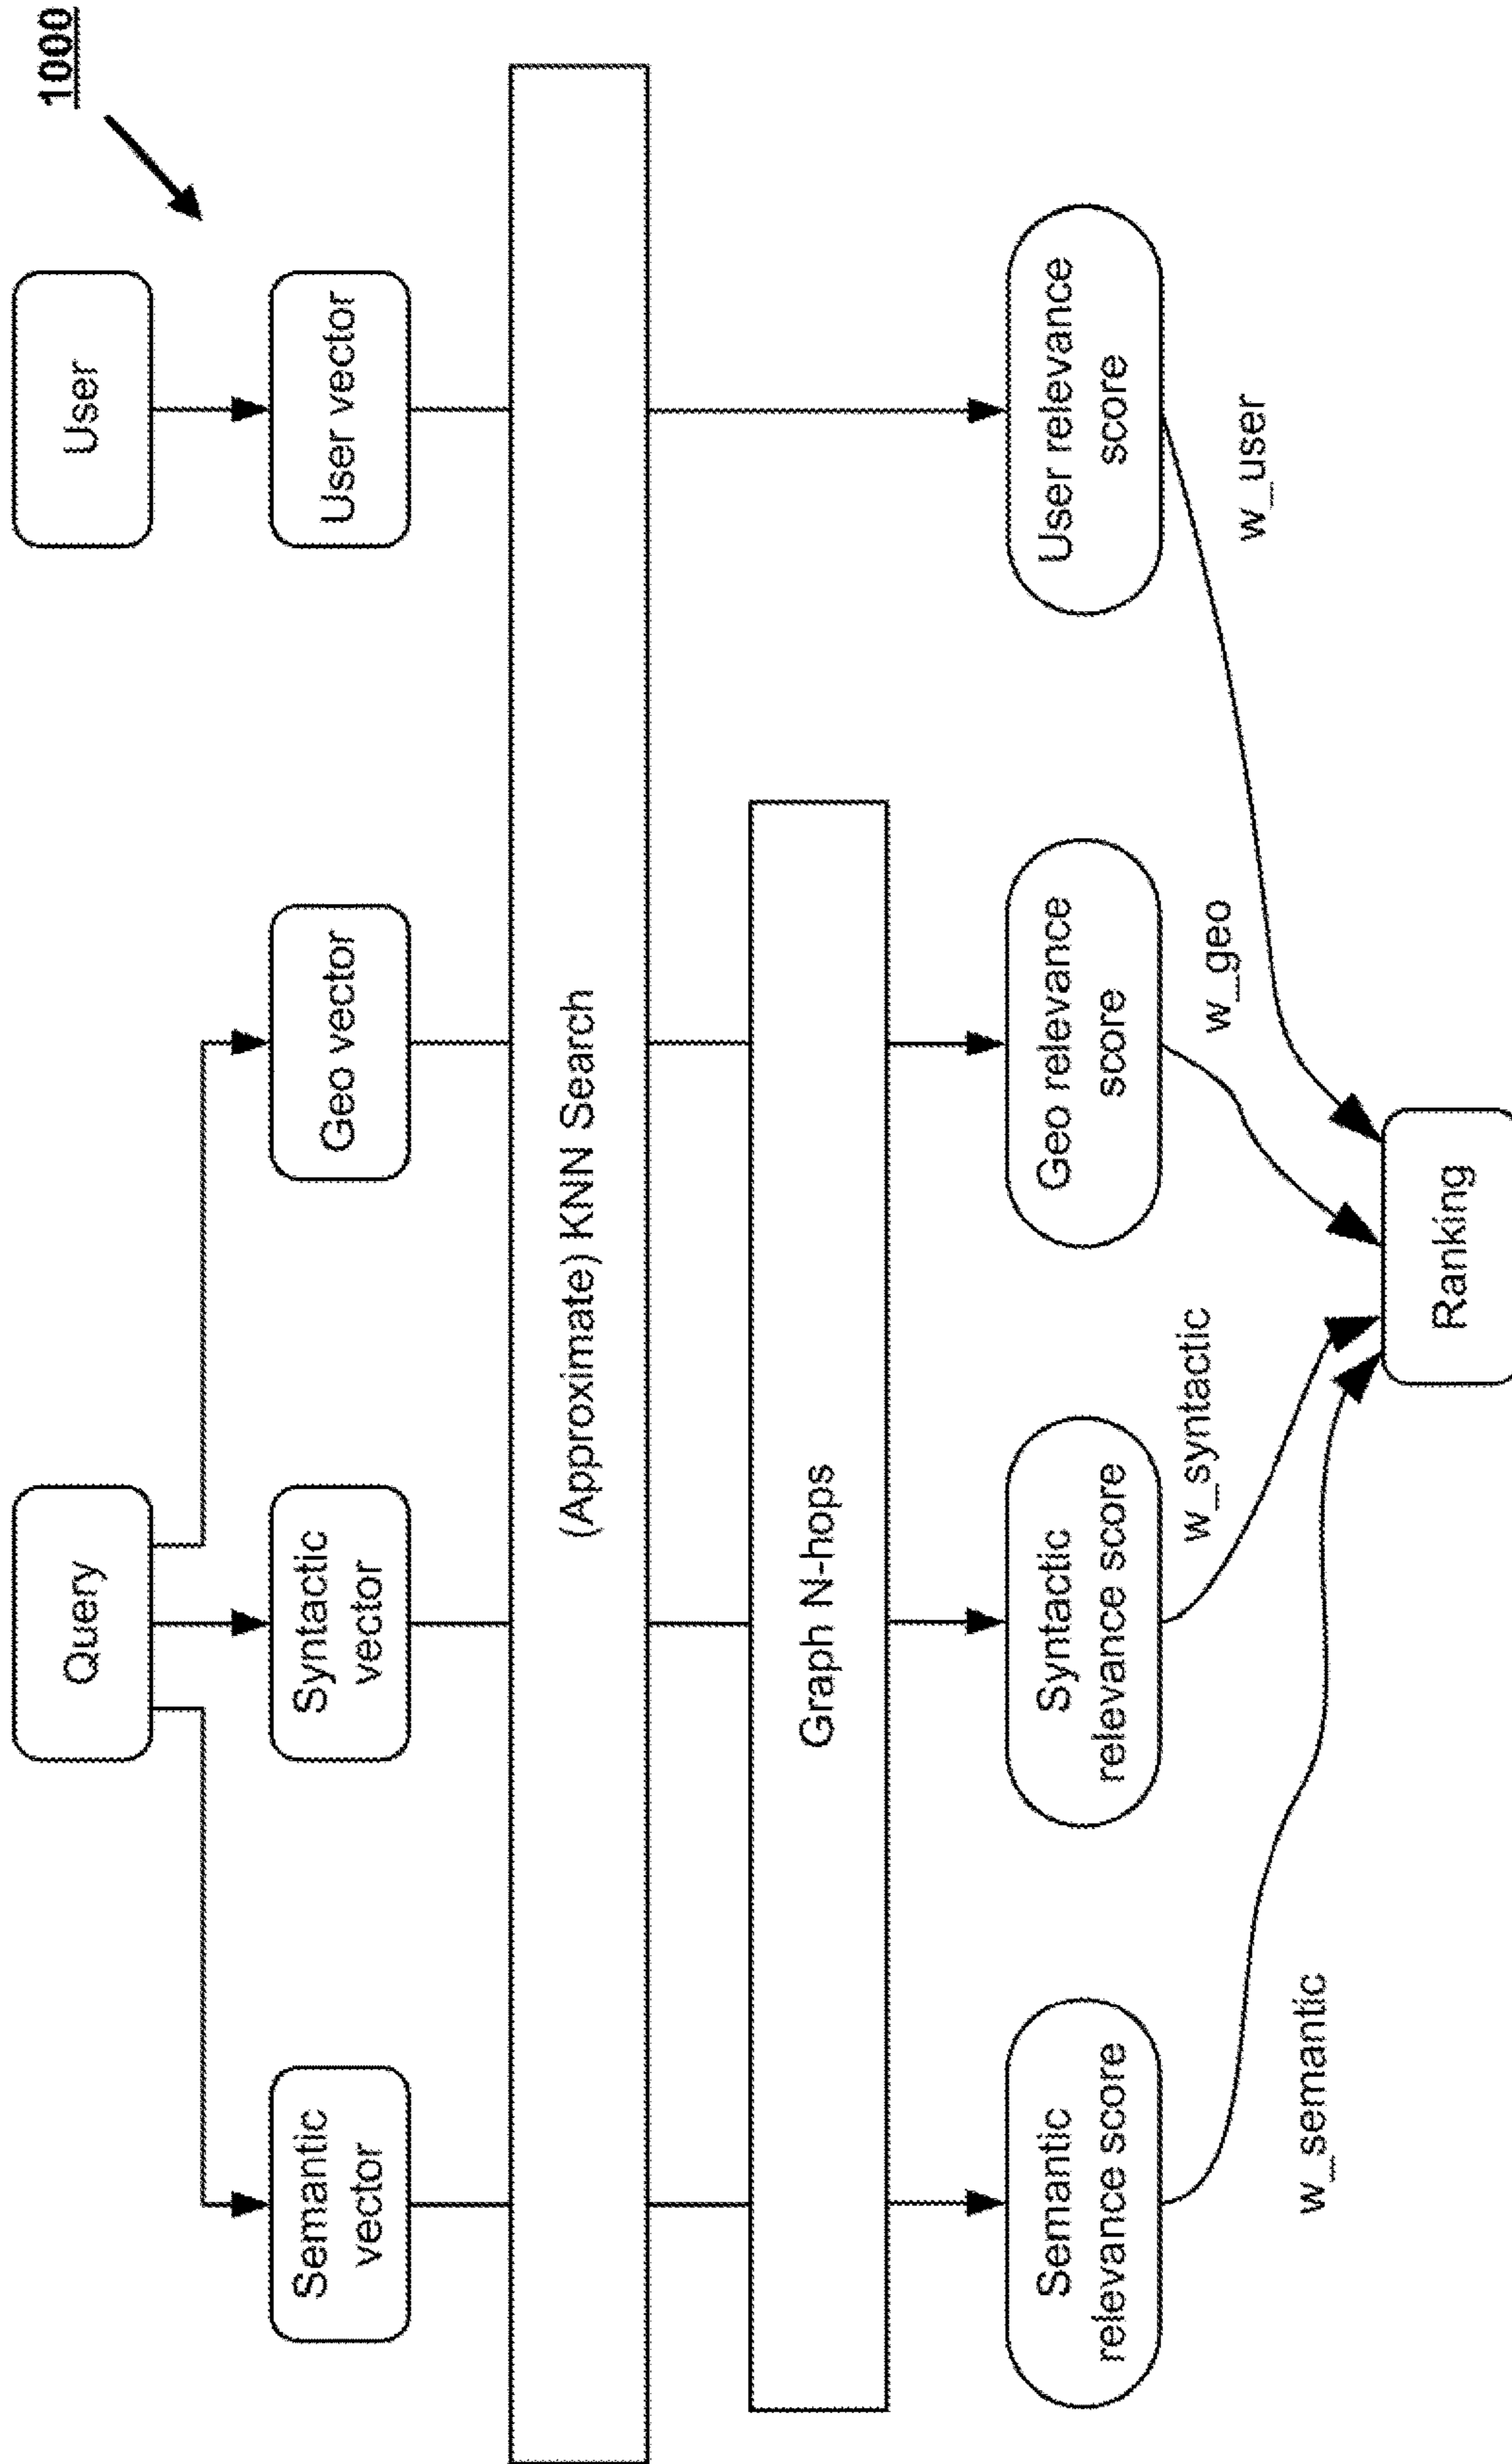 1000
Query
User
Semantic
vector
Syntactic
vector
Geo vector
User vector
(Approximate) KNN Search
Graph N-hops
Semantic
relevance score
Syntactic
relevance score
Geo relevance
score
User relevance
score
w_semantic
w_syntactic
w_geo
w_user
Ranking